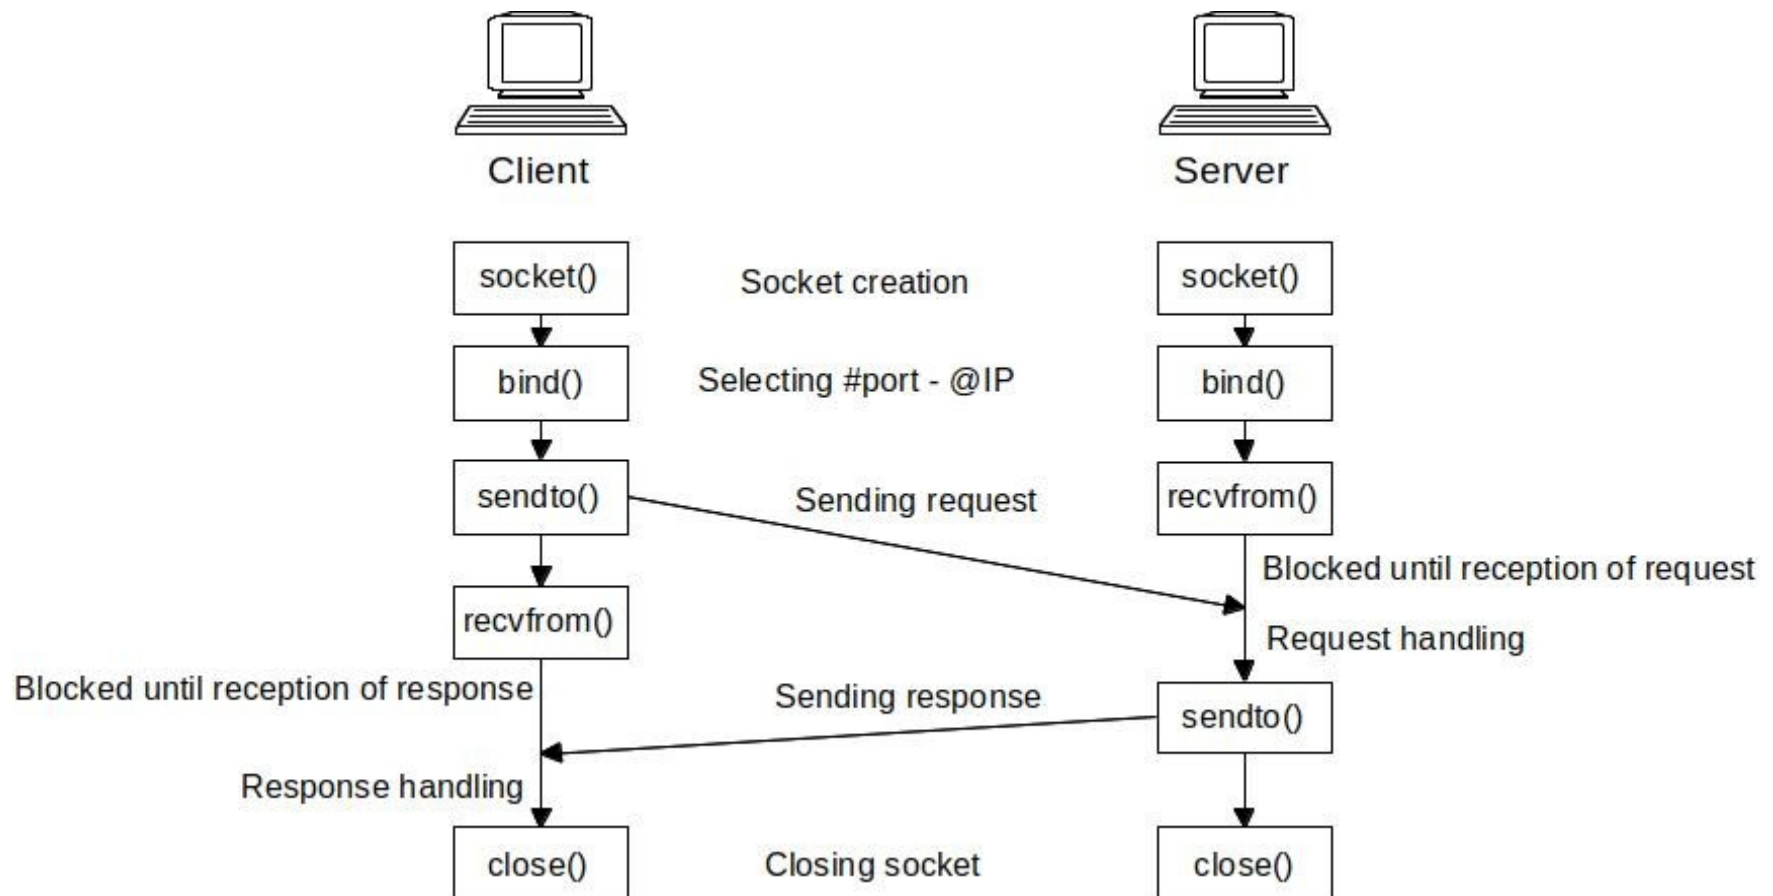 Client
Server
socket()
Socket creation
socket()
bind()
Selecting #port - @IP
bind()
sendto()
Sending request
recvfrom()
Blocked until reception of request
recvfrom()
Request handling
Blocked until reception of response
Sending response
sendto()
Response handling
close()
Closing socket
close()